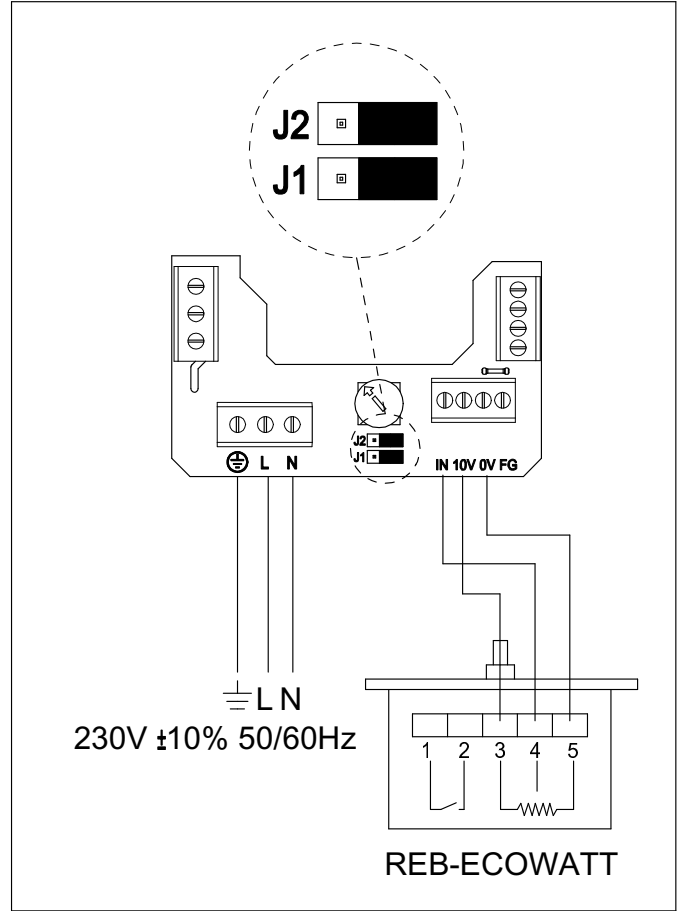 J2
J1
J2
J1
L N
IN 10V 0V FG
L N
230V ±10% 50/60Hz
1 2 3 4 5
REB-ECOWATT